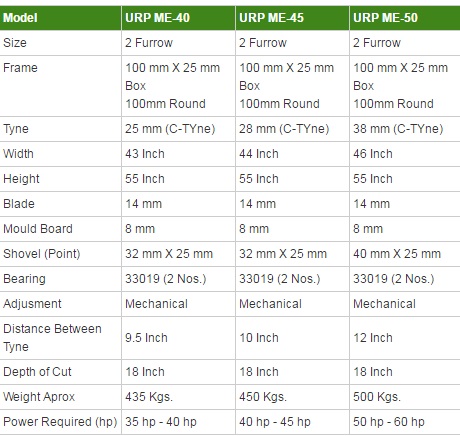 Model URP ME-40 URP ME-45 URP ME-50
Size 2 Furrow 2 Furrow 2 Furrow
Frame 100 mm X 25 mm 100 mm X 25 mm 100 mm X 25 mm
Box Box Box
100mm Round 100mm Round 100mm Round
Tyne 25 mm (C-TYne) 28 mm (C-TYne) 38 mm (C-TYne)
Width 43 Inch 44 Inch 46 Inch
Height 55 Inch 55 Inch 55 Inch
Blade 14 mm 14 mm 14 mm
Mould Board 8 mm 8 mm 8 mm
Shovel (Point) 32 mm X 25 mm 32 mm X 25 mm 40 mm X 25 mm
Bearing 33019 (2 Nos.) 33019 (2 Nos.) 33019 (2 Nos.)
Adjusment Mechanical Mechanical Mechanical
Distance Between
Tyne 9.5 Inch 10 Inch 12 Inch
Depth of Cut 18 Inch 18 Inch 18 Inch
Weight Aprox 435 Kgs. 450 Kgs. 500 Kgs.
Power Required (hp) 35 hp - 40 hp 40 hp - 45 hp 50 hp - 60 hp